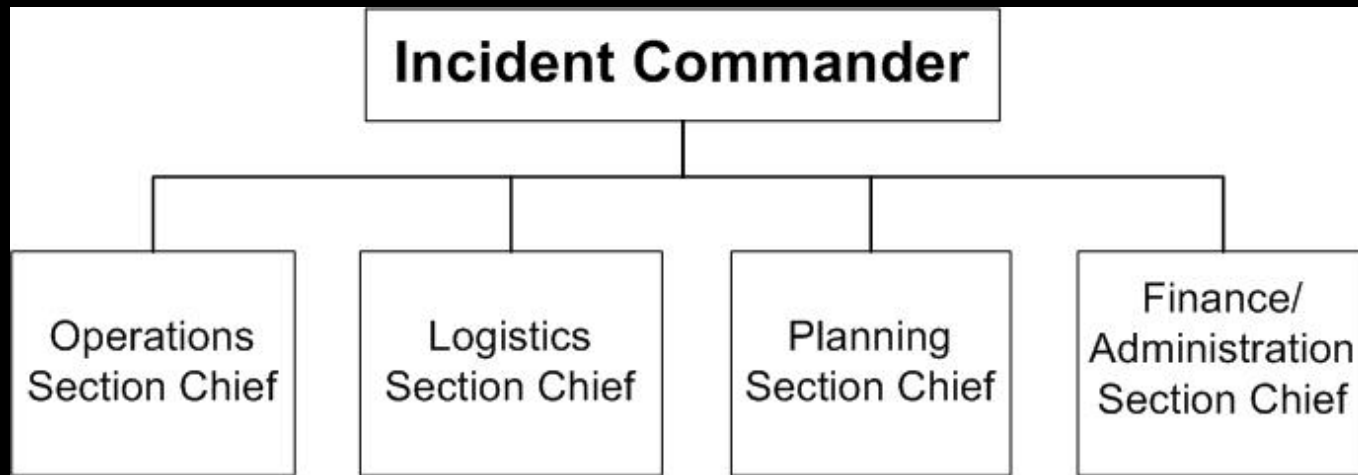 Incident Commander
Operations
Section Chief
Logistics
Section Chief
Planning
Section Chief
Finance/
Administration
Section Chief